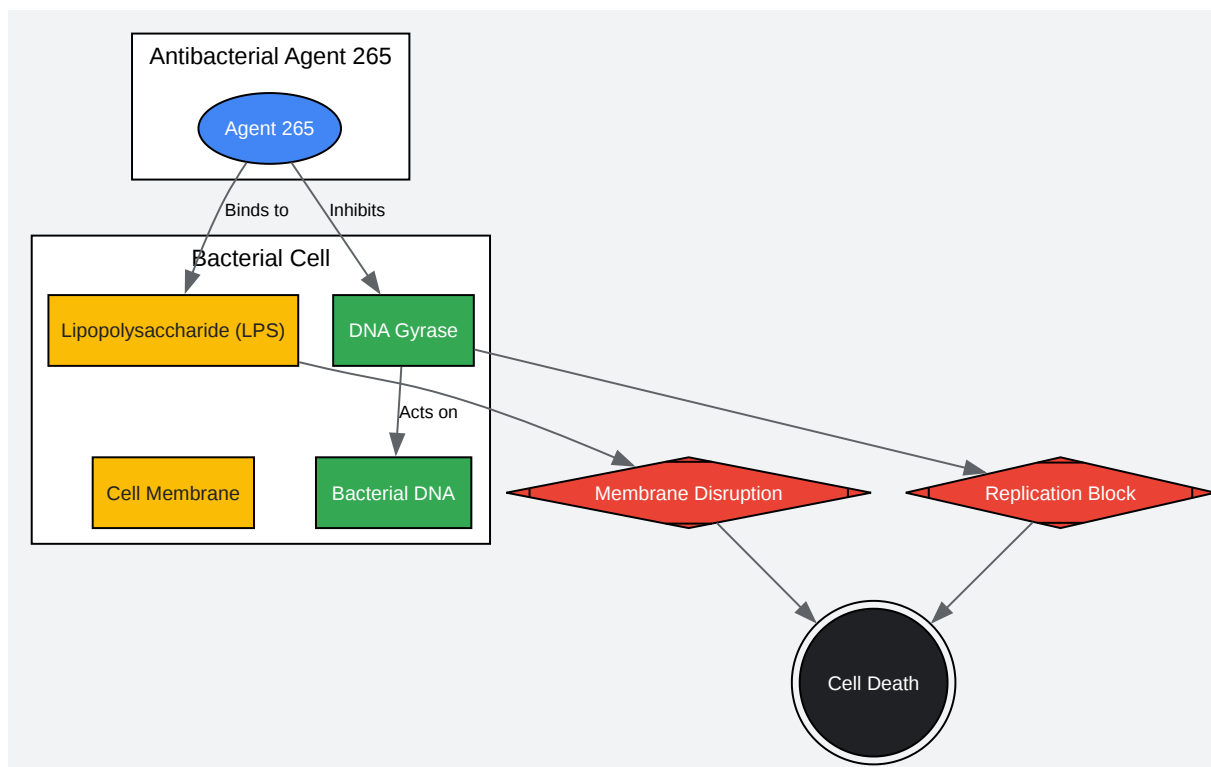 Antibacterial Agent 265
Agent 265
Binds to
Inhibits
Bacterial Cell
Lipopolysaccharide (LPS)
DNA Gyrase
Acts on
Cell Membrane
Bacterial DNA
Membrane Disruption
Replication Block
Cell Death